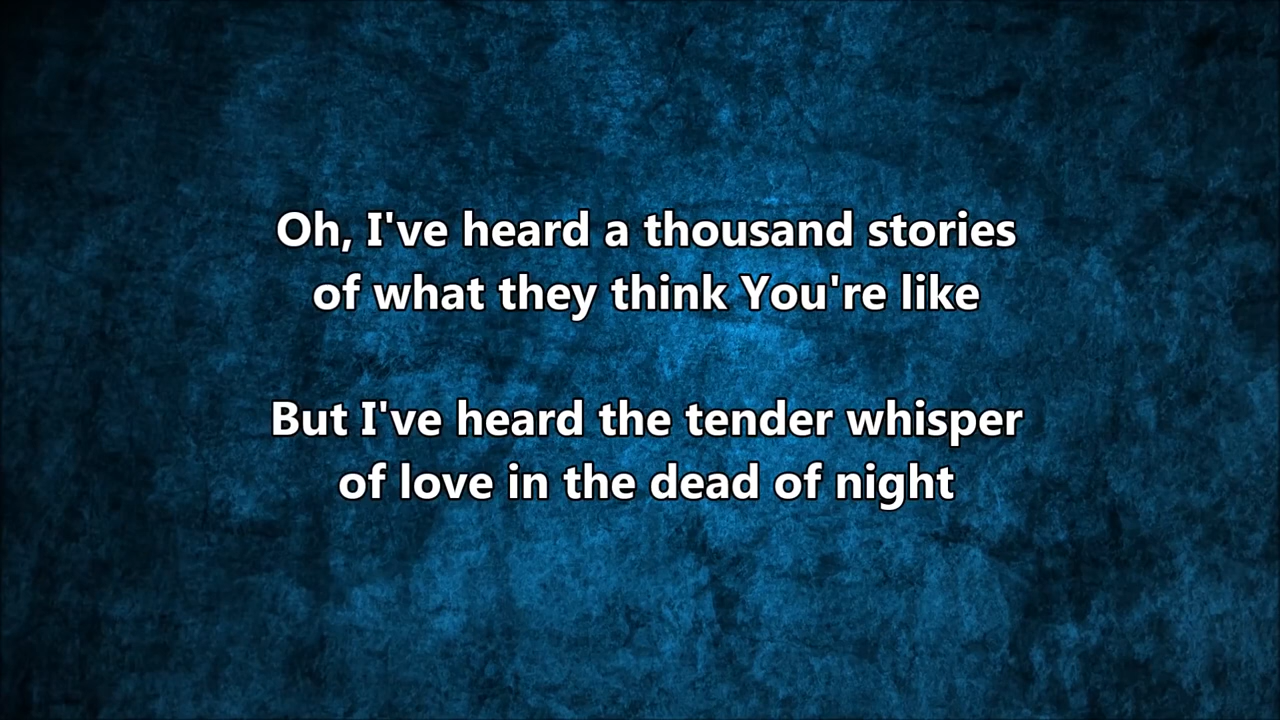 Oh, I've heard a thousand stories
of what they think You're like
But I've heard the tender whisper
of love in the dead of night